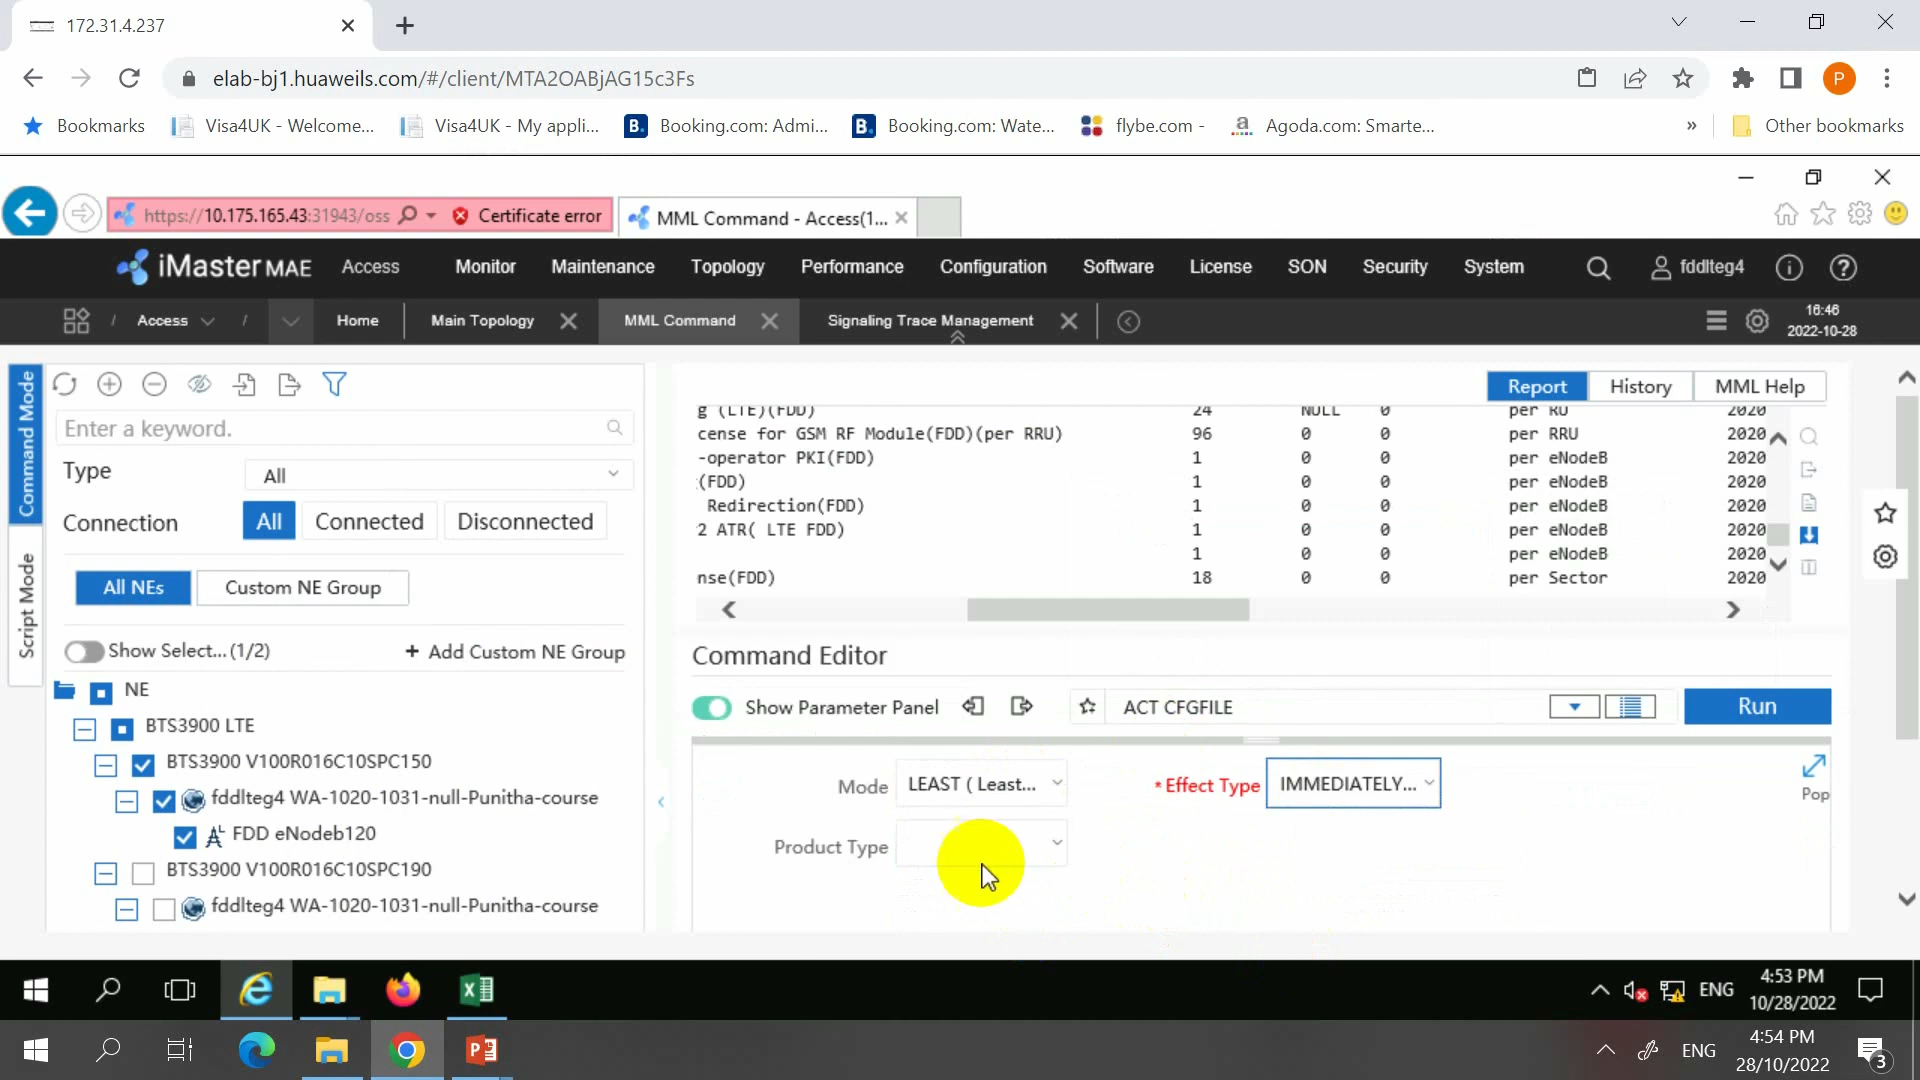 172.31.4.237
elab-bj1.huaweils.com/#/client/MTA2OABjAG15c3Fs
P
Bookmarks
Visa4UK - Welcome...
Visa4UK - My appli...
B.
Booking.com: Admi...
B.
Booking.com: Wate...
flybe.com -
a
Agoda.com: Smarte...
»
Other bookmarks
https://10.175.165.43:31943/oss
Certificate error
MML Command - Access(1...
iMaster MAE
Access
Monitor
Maintenance
Topology
Performance
Configuration
Software
License
SON
Security
System
fddlteg4
/ Access /
Home
Main Topology
MML Command
Signaling Trace Management
16:46
2022-10-28
Command Mode
Script Mode
Enter a keyword.
Type
All
Connection
All
Connected
Disconnected
All NEs
Custom NE Group
Show Select... (1/2)
+ Add Custom NE Group
NE
BTS3900 LTE
BTS3900 V100R016C10SPC150
fddlteg4 WA-1020-1031-null-Punitha-course
FDD eNodeb120
BTS3900 V100R016C10SPC190
fddlteg4 WA-1020-1031-null-Punitha-course
Report
History
MML Help
g (LTE)(FDD) 24 NULL 0 per RU 2020
cense for GSM RF Module(FDD)(per RRU) 96 0 0 per RRU 2020
-operator PKI(FDD) 1 0 0 per eNodeB 2020
(FDD) 1 0 0 per eNodeB 2020
Redirection(FDD) 1 0 0 per eNodeB 2020
2 ATR( LTE FDD) 1 0 0 per eNodeB 2020
1 0 0 per eNodeB 2020
nse(FDD) 18 0 0 per Sector 2020
Command Editor
Show Parameter Panel
ACT CFGFILE
Run
Mode
LEAST ( Least...
* Effect Type
IMMEDIATELY...
Pop
Product Type
ENG
4:53 PM
10/28/2022
ENG
4:54 PM
28/10/2022
3